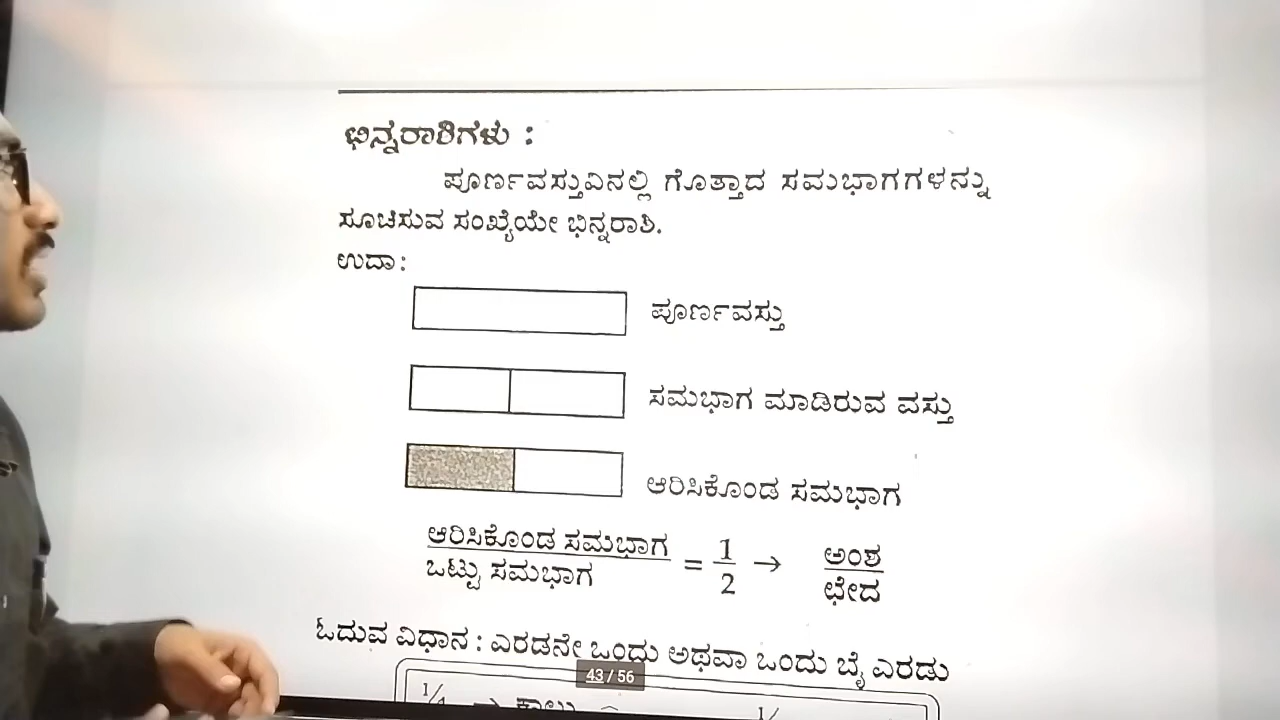 ಭಿನ್ನರಾಶಿಗಳು :
ಪೂರ್ಣವಸ್ತುವಿನಲ್ಲಿ ಗೊತ್ತಾದ ಸಮಭಾಗಗಳನ್ನು
ಸೂಚಿಸುವ ಸಂಖ್ಯೆಯೇ ಭಿನ್ನರಾಶಿ.
ಉದಾ:
ಪೂರ್ಣವಸ್ತು
ಸಮಭಾಗ ಮಾಡಿರುವ ವಸ್ತು
ಆರಿಸಿಕೊಂಡ ಸಮಭಾಗ
ಆರಿಸಿಕೊಂಡ ಸಮಭಾಗ / ಒಟ್ಟು ಸಮಭಾಗ = 1/2 → ಅಂಶ / ಛೇದ
ಓದುವ ವಿಧಾನ : ಎರಡನೇ ಒಂದು ಅಥವಾ ಒಂದು ಬೈ ಎರಡು
43 / 56